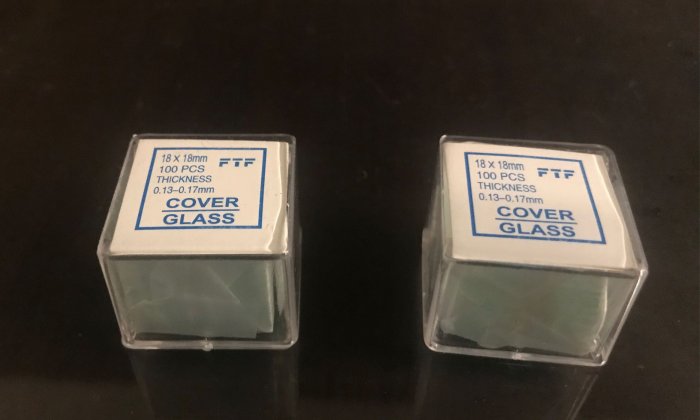 18 X 18mm FTF
100 PCS
THICKNESS
0.13–0.17mm
COVER
GLASS
18 X 18mm FTF
100 PCS
THICKNESS
0.13–0.17mm
COVER
GLASS